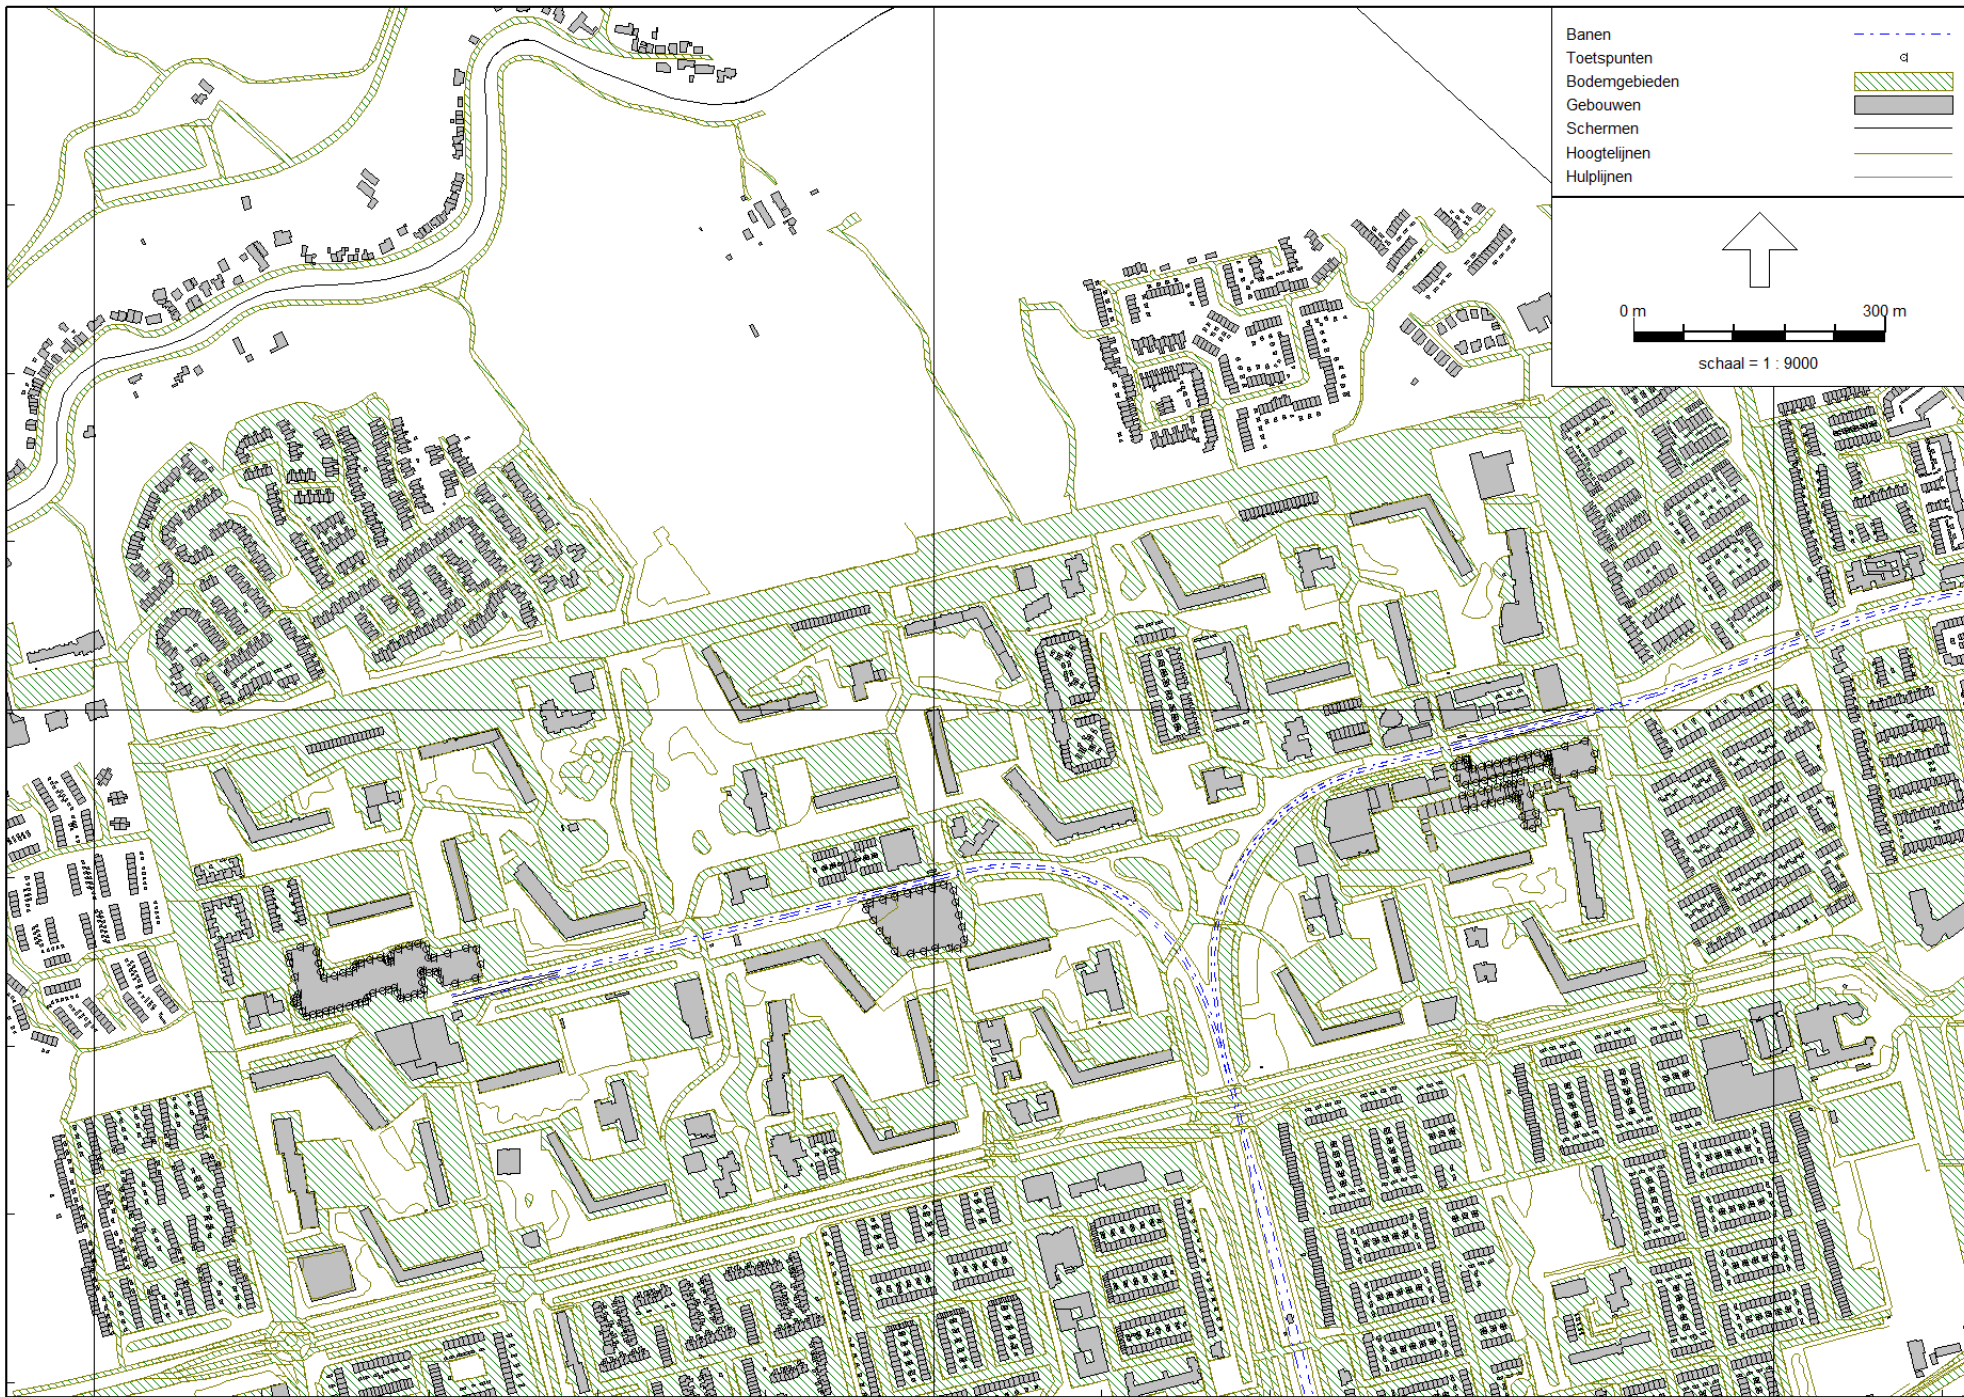 Banen
Toetspunten
Bodemgebieden
Gebouwen
Schermen
Hoogtelijnen
Hulplijnen
0 m 300 m
schaal = 1 : 9000